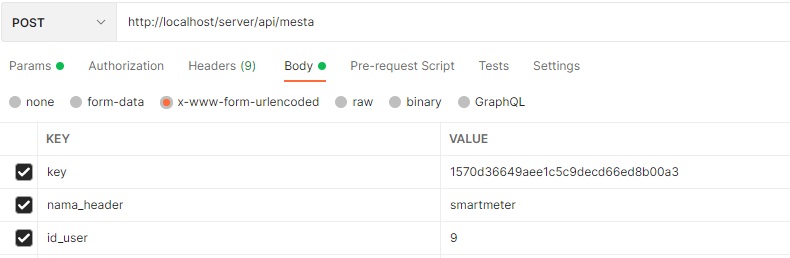 POST http://localhost/server/api/mesta
Params Authorization Headers (9) Body Pre-request Script Tests Settings
none form-data x-www-form-urlencoded raw binary GraphQL
KEY VALUE
key 1570d36649aee1c5c9decd66ed8b00a3
nama_header smartmeter
id_user 9